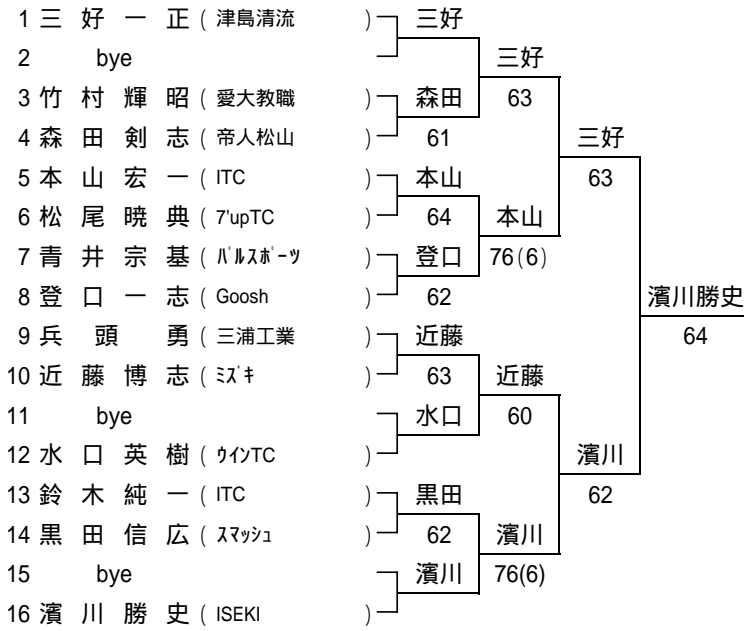 1 三 好 一 正 ( 津島清流 ) 三好
2 bye 三好
3 竹 村 輝 昭 ( 愛大教職 ) 森田 63
4 森 田 剣 志 ( 帝人松山 ) 61 三好
5 本 山 宏 一 ( ITC ) 本山 63
6 松 尾 暁 典 ( 7'upTC ) 64 本山
7 青 井 宗 基 ( ﾊﾟﾙｽﾎﾟｰﾂ ) 登口 76(6)
8 登 口 一 志 ( Goosh ) 62 濱川勝史
9 兵 頭 勇 ( 三浦工業 ) 近藤 64
10 近 藤 博 志 ( ﾐｽﾞｷ ) 63 近藤
11 bye 水口 60
12 水 口 英 樹 ( ｳｲﾝTC ) 濱川
13 鈴 木 純 一 ( ITC ) 黒田 62
14 黒 田 信 広 ( ｽﾏｯｼｭ ) 62 濱川
15 bye 濱川 76(6)
16 濱 川 勝 史 ( ISEKI )